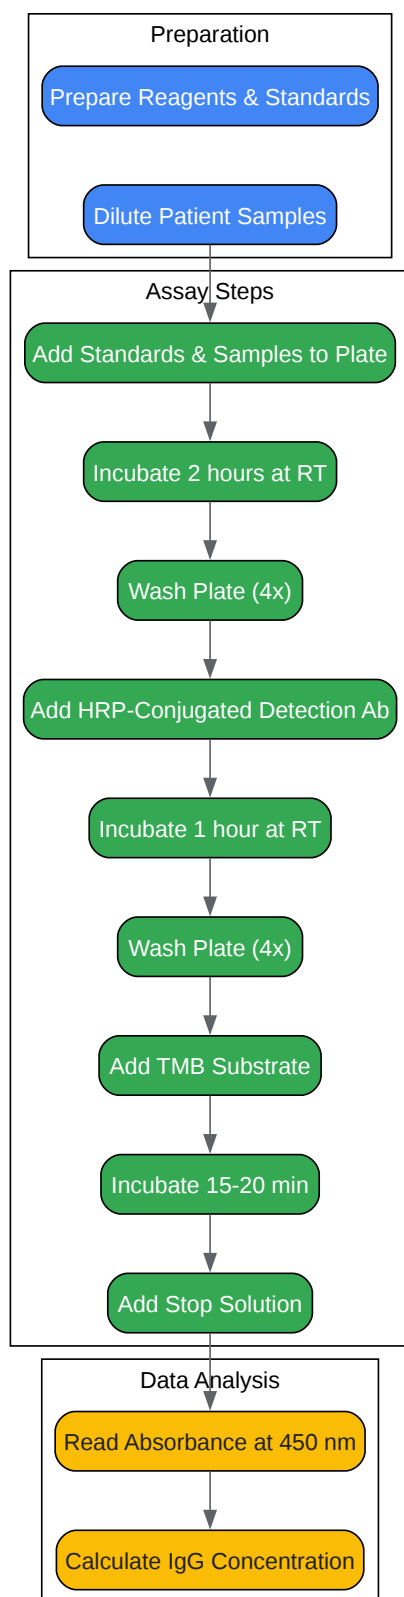 Preparation
Prepare Reagents & Standards
Dilute Patient Samples
Assay Steps
Add Standards & Samples to Plate
Incubate 2 hours at RT
Wash Plate (4x)
Add HRP-Conjugated Detection Ab
Incubate 1 hour at RT
Wash Plate (4x)
Add TMB Substrate
Incubate 15-20 min
Add Stop Solution
Data Analysis
Read Absorbance at 450 nm
Calculate IgG Concentration